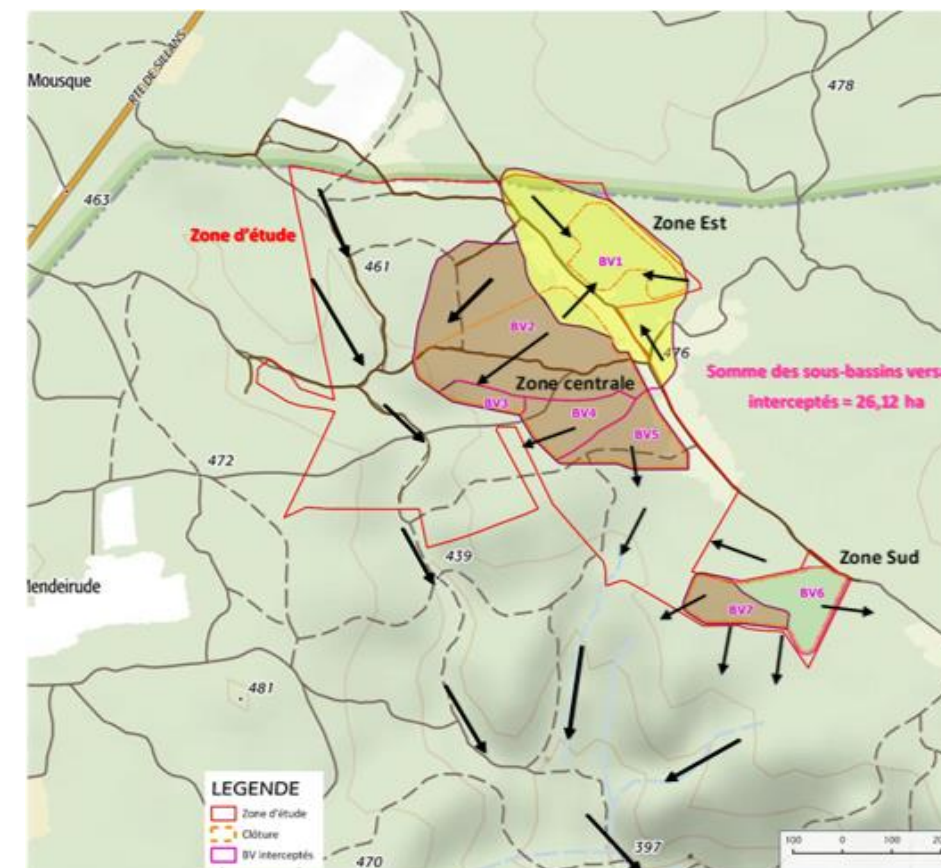 Mousque
RTE DE SILLANS
478
463
Zone Est
Zone d'étude
461
BV1
BV2
476
Zone centrale
Somme des sous-bassins vers
interceptés = 26,12 ha
BV3
BV4
BV5
472
439
Zone Sud
BV6
BV7
481
LEGENDE
Zone d'étude
Clôture
BV interceptés
470
397
100 0 100